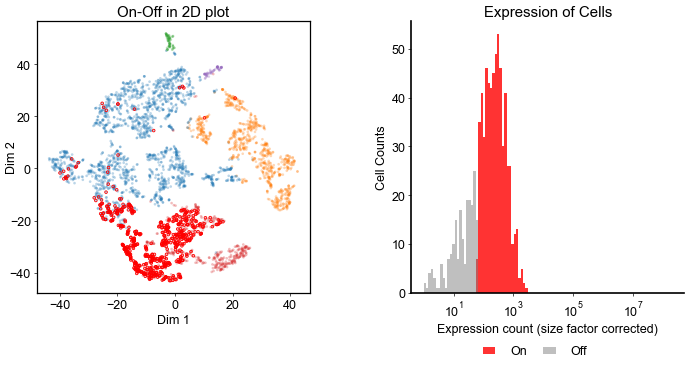 On-Off in 2D plot
Dim 2
40
20
0
−20
−40
−40 −20 0 20 40
Dim 1
Expression of Cells
Cell Counts
50
40
30
20
10
0
10^1 10^3 10^5 10^7
Expression count (size factor corrected)
On Off